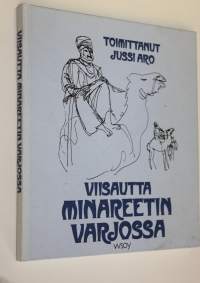 VIISAUTTA MINAREETIN VARJOSSA
TOIMITTANUT
JUSSI ARO
VIISAUTTA
MINAREETIN
VARJOSSA
WSOY